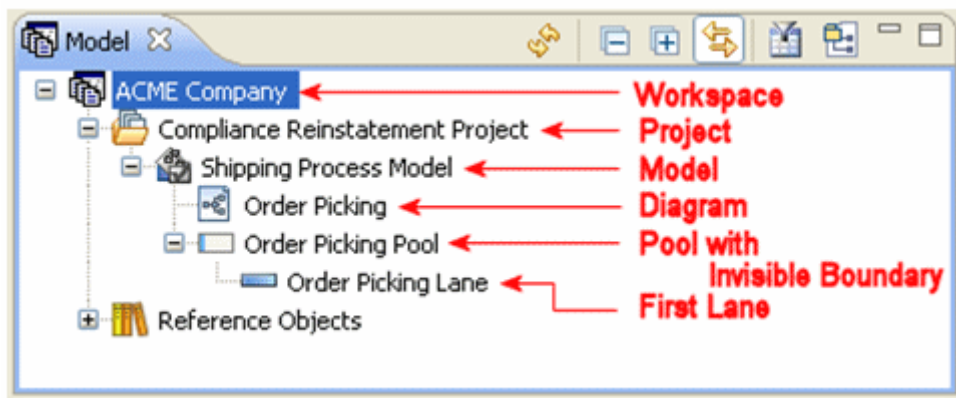 Model
ACME Company Workspace
Compliance Reinstatement Project Project
Shipping Process Model Model
Order Picking Diagram
Order Picking Pool Pool with
Invisible Boundary
Order Picking Lane First Lane
Reference Objects